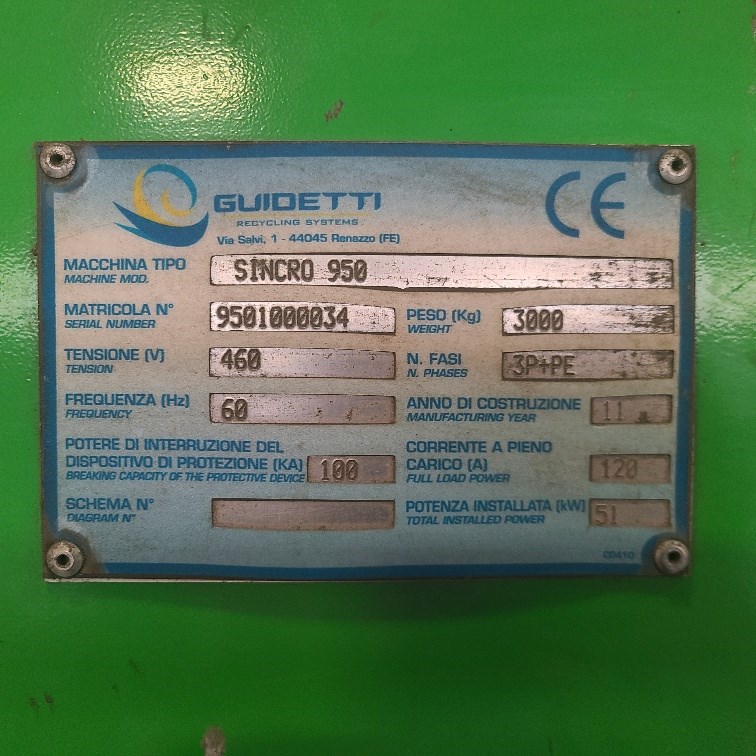 GUIDETTI
RECYCLING SYSTEMS
Via Salvi, 1 - 44045 Renazzo (FE)
CE
MACCHINA TIPO SINCRO 950
MACHINE MOD.
MATRICOLA N° 9501000034 PESO (Kg) 3000
SERIAL NUMBER WEIGHT
TENSIONE (V) 460 N. FASI 3P+PE
TENSION N. PHASES
FREQUENZA (Hz) 60 ANNO DI COSTRUZIONE 11
FREQUENCY MANUFACTURING YEAR
POTERE DI INTERRUZIONE DEL CORRENTE A PIENO
DISPOSITIVO DI PROTEZIONE (KA) 100 CARICO (A) 120
BREAKING CAPACITY OF THE PROTECTIVE DEVICE FULL LOAD POWER
SCHEMA N° POTENZA INSTALLATA (kW) 51
DIAGRAM N° TOTAL INSTALLED POWER
CD410